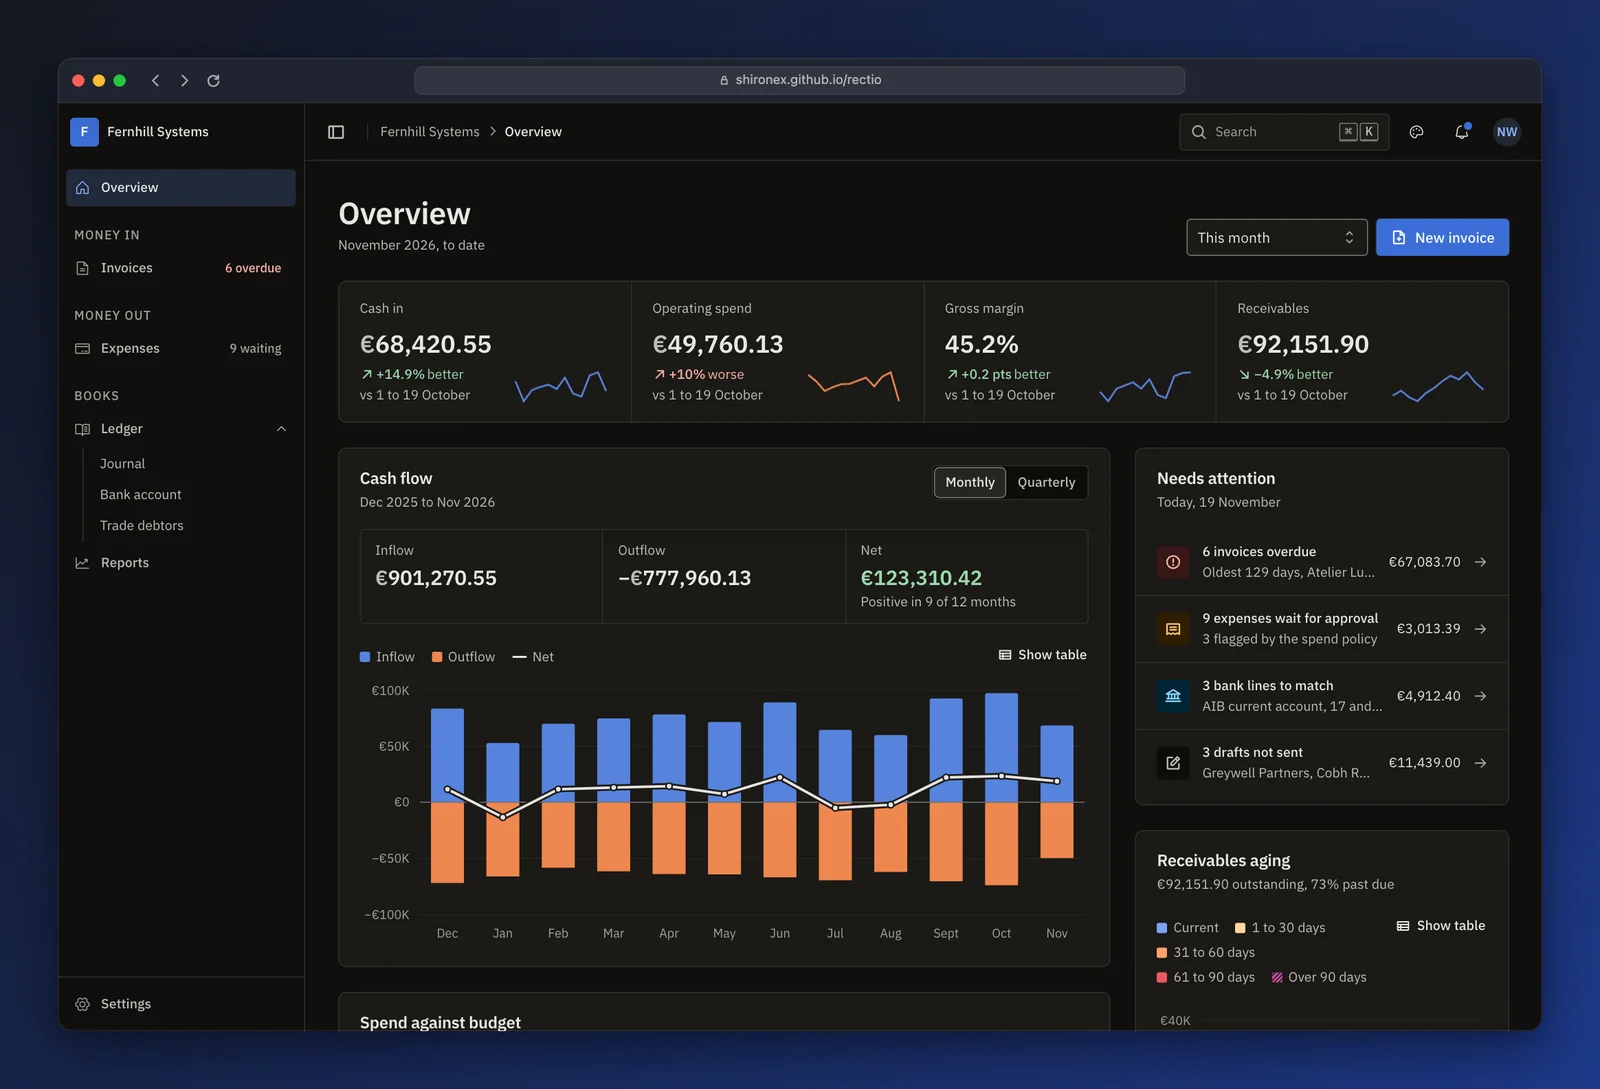 shironex.github.io/rectio
F Fernhill Systems
Fernhill Systems > Overview
Search ⌘ K
NW
Overview
MONEY IN
Invoices 6 overdue
MONEY OUT
Expenses 9 waiting
BOOKS
Ledger
Journal
Bank account
Trade debtors
Reports
Settings
Overview
November 2026, to date
This month
New invoice
Cash in
€68,420.55
+14.9% better
vs 1 to 19 October
Operating spend
€49,760.13
+10% worse
vs 1 to 19 October
Gross margin
45.2%
+0.2 pts better
vs 1 to 19 October
Receivables
€92,151.90
−4.9% better
vs 1 to 19 October
Cash flow
Dec 2025 to Nov 2026
Monthly Quarterly
Inflow
€901,270.55
Outflow
−€777,960.13
Net
€123,310.42
Positive in 9 of 12 months
Inflow Outflow Net
Show table
€100K
€50K
€0
−€50K
−€100K
Dec Jan Feb Mar Apr May Jun Jul Aug Sept Oct Nov
Spend against budget
Needs attention
Today, 19 November
6 invoices overdue
Oldest 129 days, Atelier Lu...
€67,083.70
9 expenses wait for approval
3 flagged by the spend policy
€3,013.39
3 bank lines to match
AIB current account, 17 and...
€4,912.40
3 drafts not sent
Greywell Partners, Cobh R...
€11,439.00
Receivables aging
€92,151.90 outstanding, 73% past due
Current 1 to 30 days
31 to 60 days
61 to 90 days Over 90 days
Show table
€40K